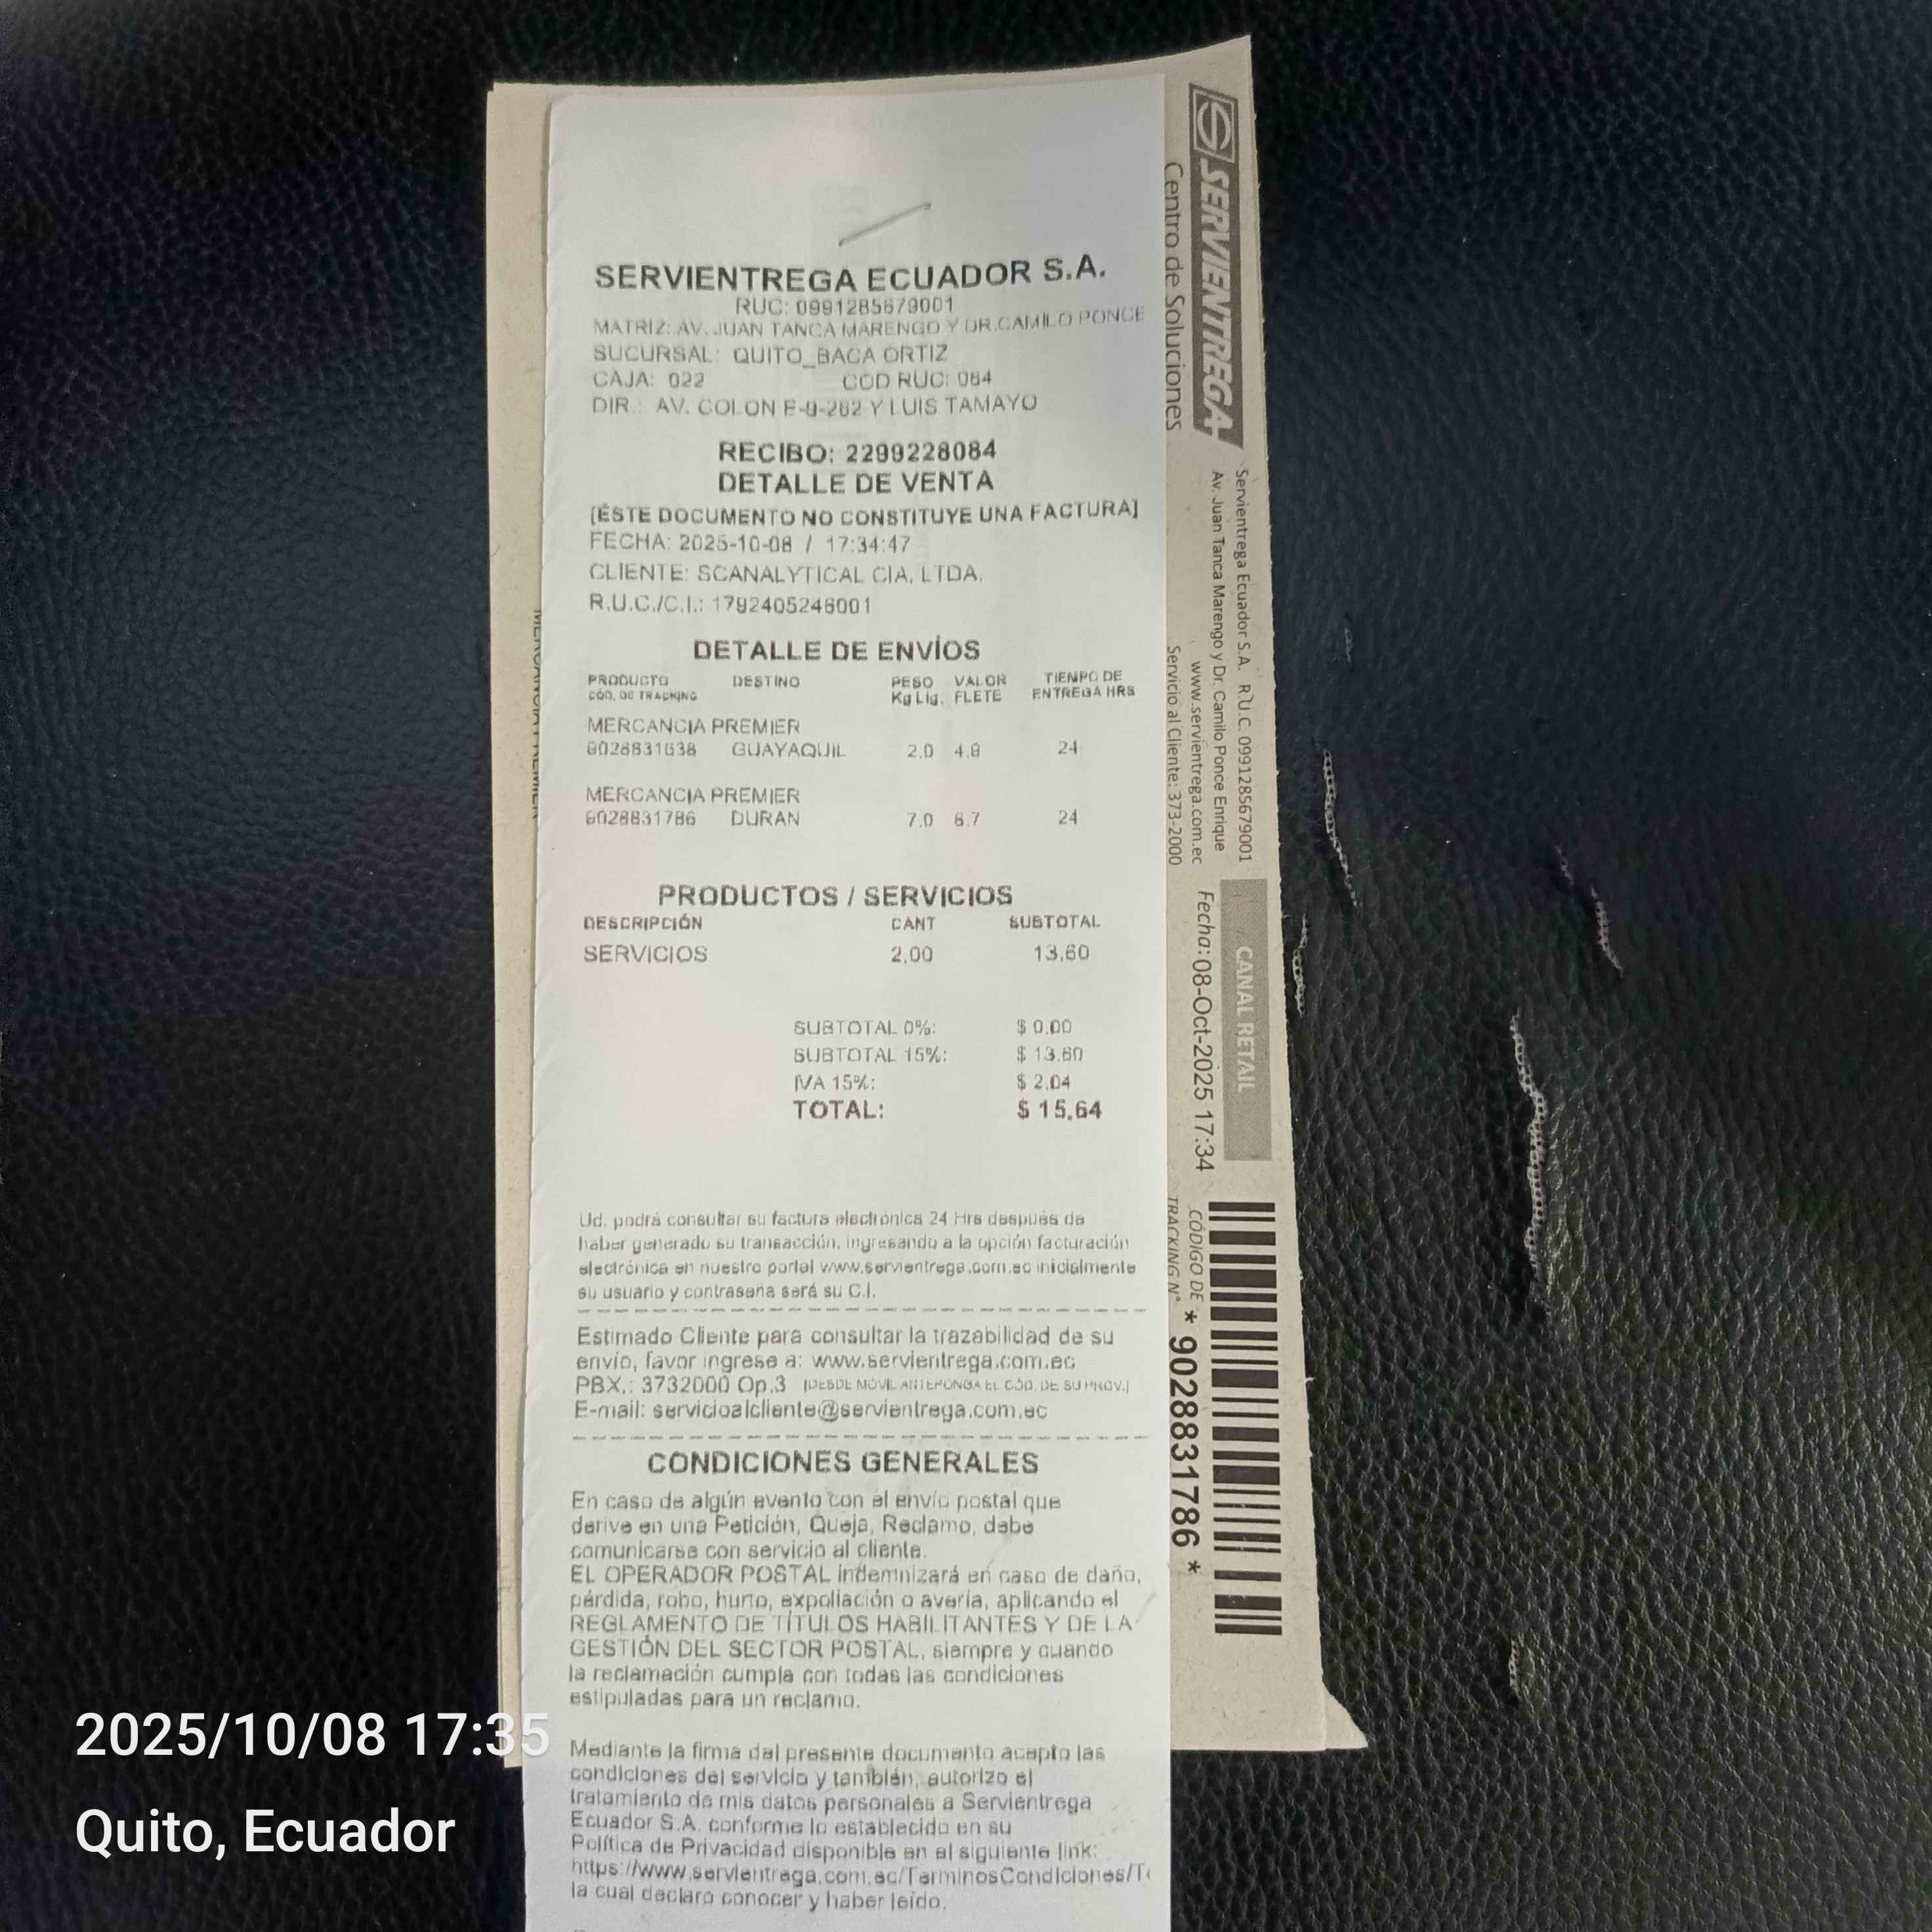 SERVIENTREGA ECUADOR S.A.
RUC: 0991285679001
MATRIZ: AV. JUAN TANCA MARENGO Y DR.CAMILO PONCE
SUCURSAL: QUITO_BACA ORTIZ
CAJA: 022 COD RUC: 084
DIR.: AV. COLON E-9-282 Y LUIS TAMAYO
RECIBO: 2299228084
DETALLE DE VENTA
[ÉSTE DOCUMENTO NO CONSTITUYE UNA FACTURA]
FECHA: 2025-10-08 / 17:34:47
CLIENTE: SCANALYTICAL CIA. LTDA.
R.U.C./C.I.: 1792405246001
DETALLE DE ENVÍOS
PRODUCTO DESTINO PESO VALOR TIEMPO DE
CÓD. DE TRACKING Kg Lig. FLETE ENTREGA HRS
MERCANCIA PREMIER
9028831638 GUAYAQUIL 2.0 4.9 24
MERCANCIA PREMIER
9028831786 DURAN 7.0 8.7 24
PRODUCTOS / SERVICIOS
DESCRIPCIÓN CANT SUBTOTAL
SERVICIOS 2,00 13,60
SUBTOTAL 0%: $ 0.00
SUBTOTAL 15%: $ 13.60
IVA 15%: $ 2.04
TOTAL: $ 15,64
Ud. podrá consultar su factura electrónica 24 Hrs después de
haber generado su transacción, ingresando a la opción facturación
electrónica en nuestro portal www.servientrega.com.ec inicialmente
su usuario y contraseña será su C.I.
Estimado Cliente para consultar la trazabilidad de su
envío, favor ingrese a: www.servientrega.com.ec
PBX.: 3732000 Op.3 [DESDE MÓVIL ANTEPONGA EL CÓD. DE SU PROV.]
E-mail: servicioalcliente@servientrega.com.ec
CONDICIONES GENERALES
En caso de algún evento con el envío postal que
derive en una Petición, Queja, Reclamo, debe
comunicarse con servicio al cliente.
EL OPERADOR POSTAL indemnizará en caso de daño,
pérdida, robo, hurto, expoliación o avería, aplicando el
REGLAMENTO DE TÍTULOS HABILITANTES Y DE LA
GESTIÓN DEL SECTOR POSTAL, siempre y cuando
la reclamación cumpla con todas las condiciones
estipuladas para un reclamo.
Mediante la firma del presente documento acepto las
condiciones del servicio y también, autorizo el
tratamiento de mis datos personales a Servientrega
Ecuador S.A. conforme lo establecido en su
Política de Privacidad disponible en el siguiente link:
https://www.servientrega.com.ec/TerminosCondiciones/T
la cual declaro conocer y haber leído.
SERVIENTREGA
Centro de Soluciones
Servientrega Ecuador S.A. R.U.C. 0991285679001
Av. Juan Tanca Marengo y Dr. Camilo Ponce Enrique
www.servientrega.com.ec
Servicio al Cliente: 373-2000
CANAL RETAIL
Fecha: 08-Oct-2025 17:34
CÓDIGO DE
TRACKING N°
* 9028831786 *
2025/10/08 17:35
Quito, Ecuador